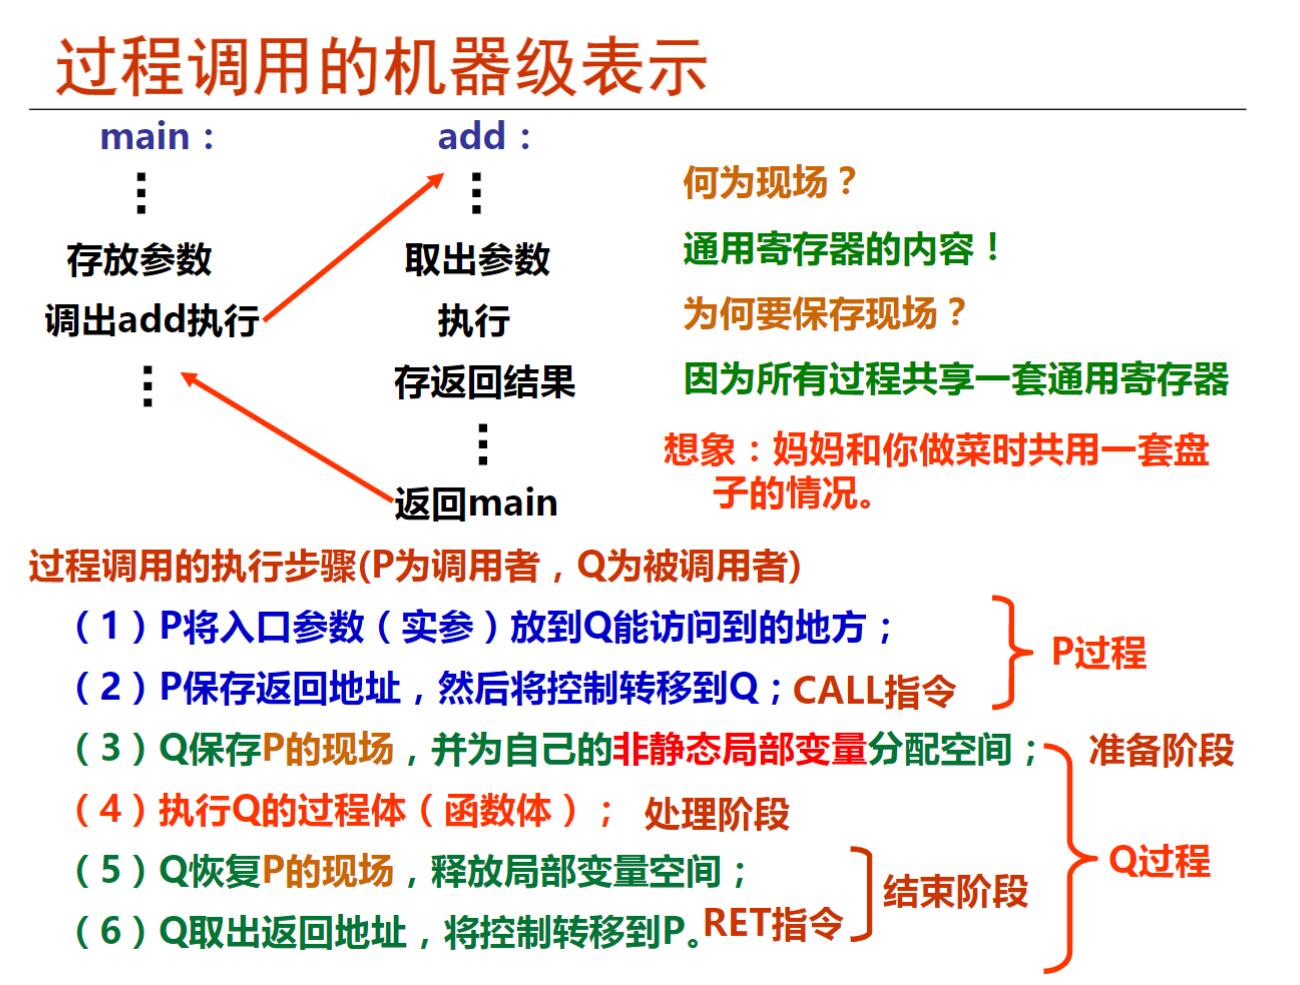 过程调用的机器级表示
main：
存放参数
调出add执行
add：
取出参数
执行
存返回结果
返回main
何为现场？
通用寄存器的内容！
为何要保存现场？
因为所有过程共享一套通用寄存器
想象：妈妈和你做菜时共用一套盘
子的情况。
过程调用的执行步骤(P为调用者，Q为被调用者)
（1）P将入口参数（实参）放到Q能访问到的地方；
（2）P保存返回地址，然后将控制转移到Q；CALL指令
P过程
（3）Q保存P的现场，并为自己的非静态局部变量分配空间； 准备阶段
（4）执行Q的过程体（函数体）； 处理阶段
（5）Q恢复P的现场，释放局部变量空间；
（6）Q取出返回地址，将控制转移到P。RET指令
结束阶段
Q过程